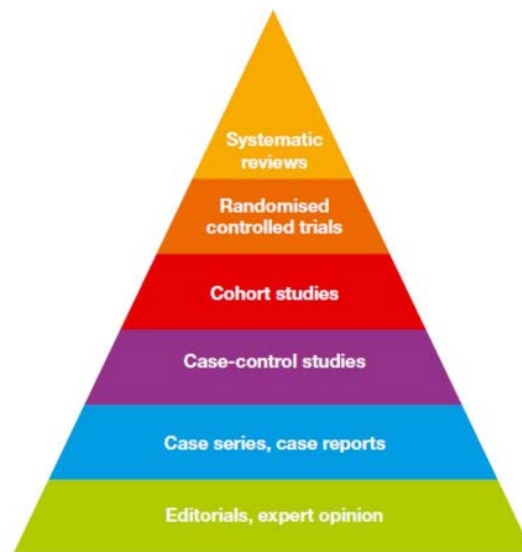 Systematic
reviews
Randomised
controlled trials
Cohort studies
Case-control studies
Case series, case reports
Editorials, expert opinion